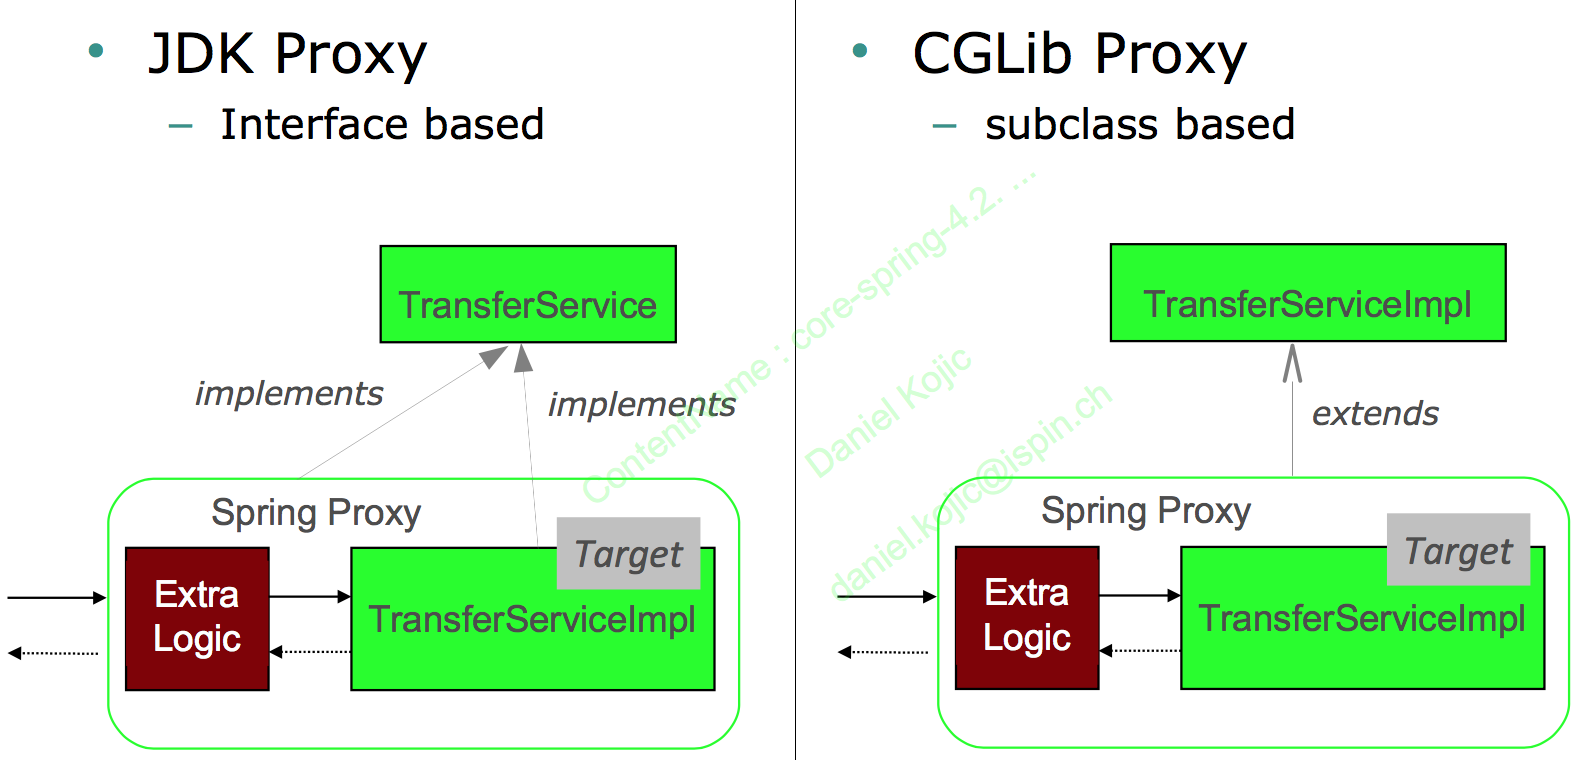 • JDK Proxy
– Interface based
TransferService
implements
implements
Spring Proxy
Target
Extra
Logic
TransferServiceImpl
• CGLib Proxy
– subclass based
TransferServiceImpl
extends
Spring Proxy
Target
Extra
Logic
TransferServiceImpl
Contentname : core-spring-4.2. ...
Daniel Kojic
daniel.kojic@ispin.ch